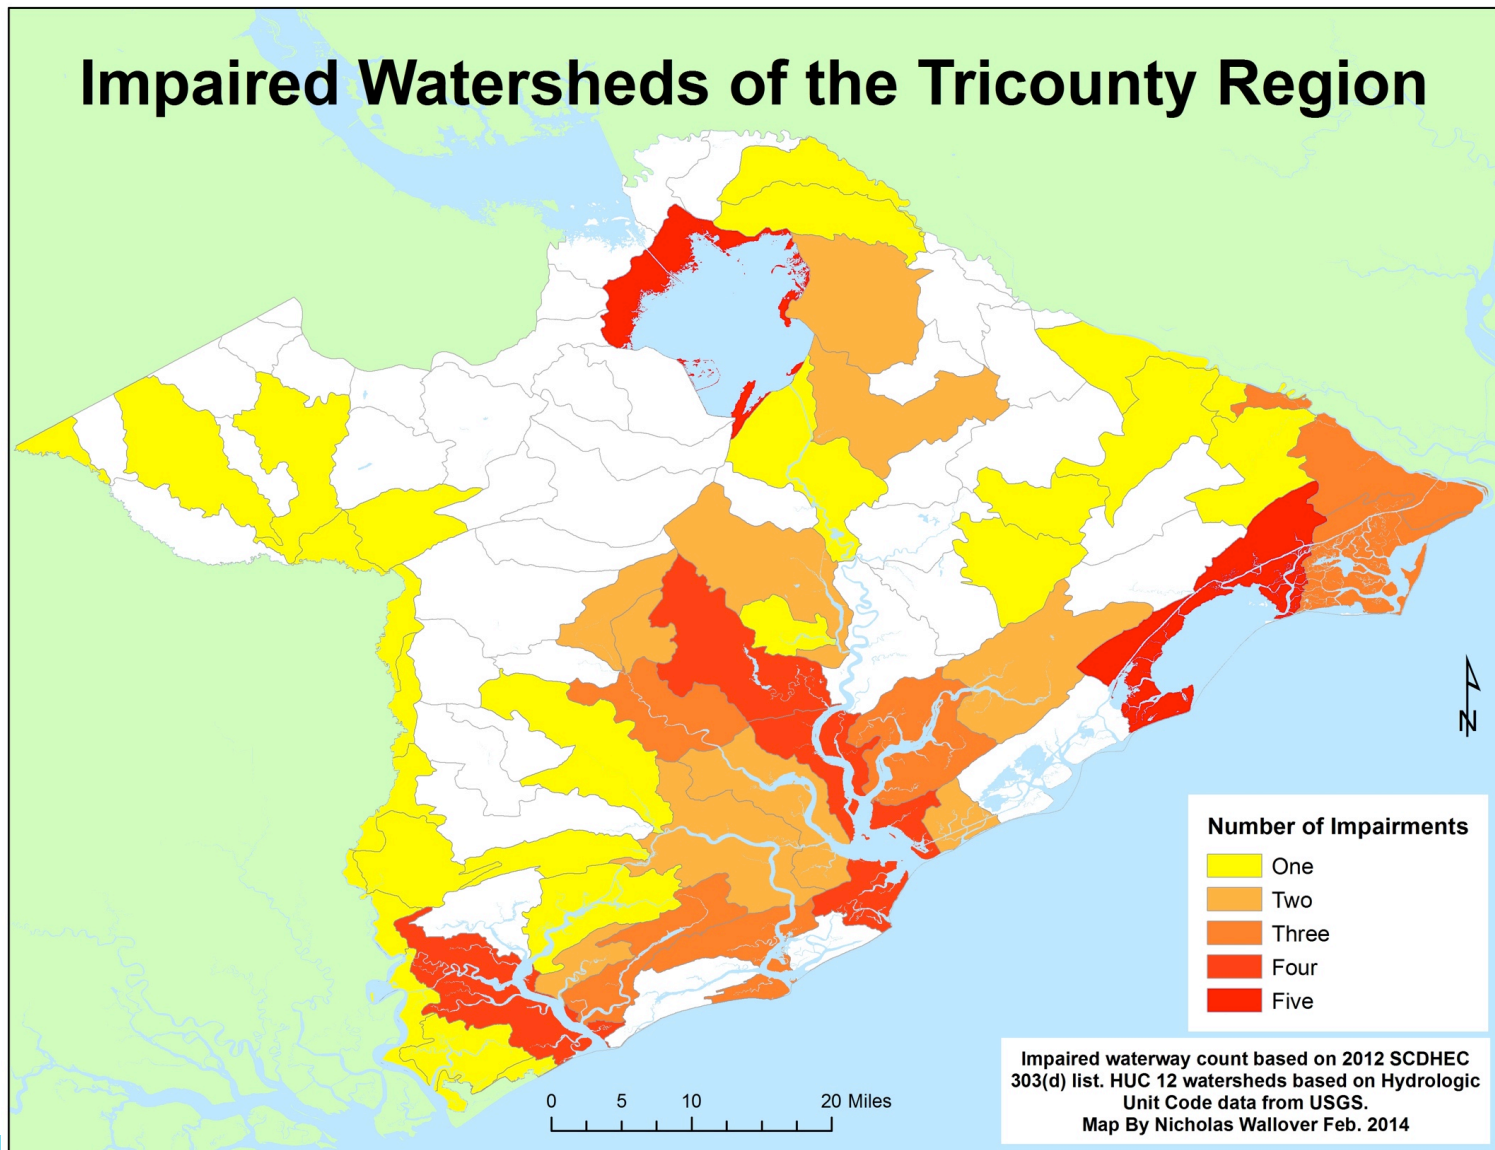 Impaired Watersheds of the Tricounty Region
N
Number of Impairments
One
Two
Three
Four
Five
0 5 10 20 Miles
Impaired waterway count based on 2012 SCDHEC
303(d) list. HUC 12 watersheds based on Hydrologic
Unit Code data from USGS.
Map By Nicholas Wallover Feb. 2014